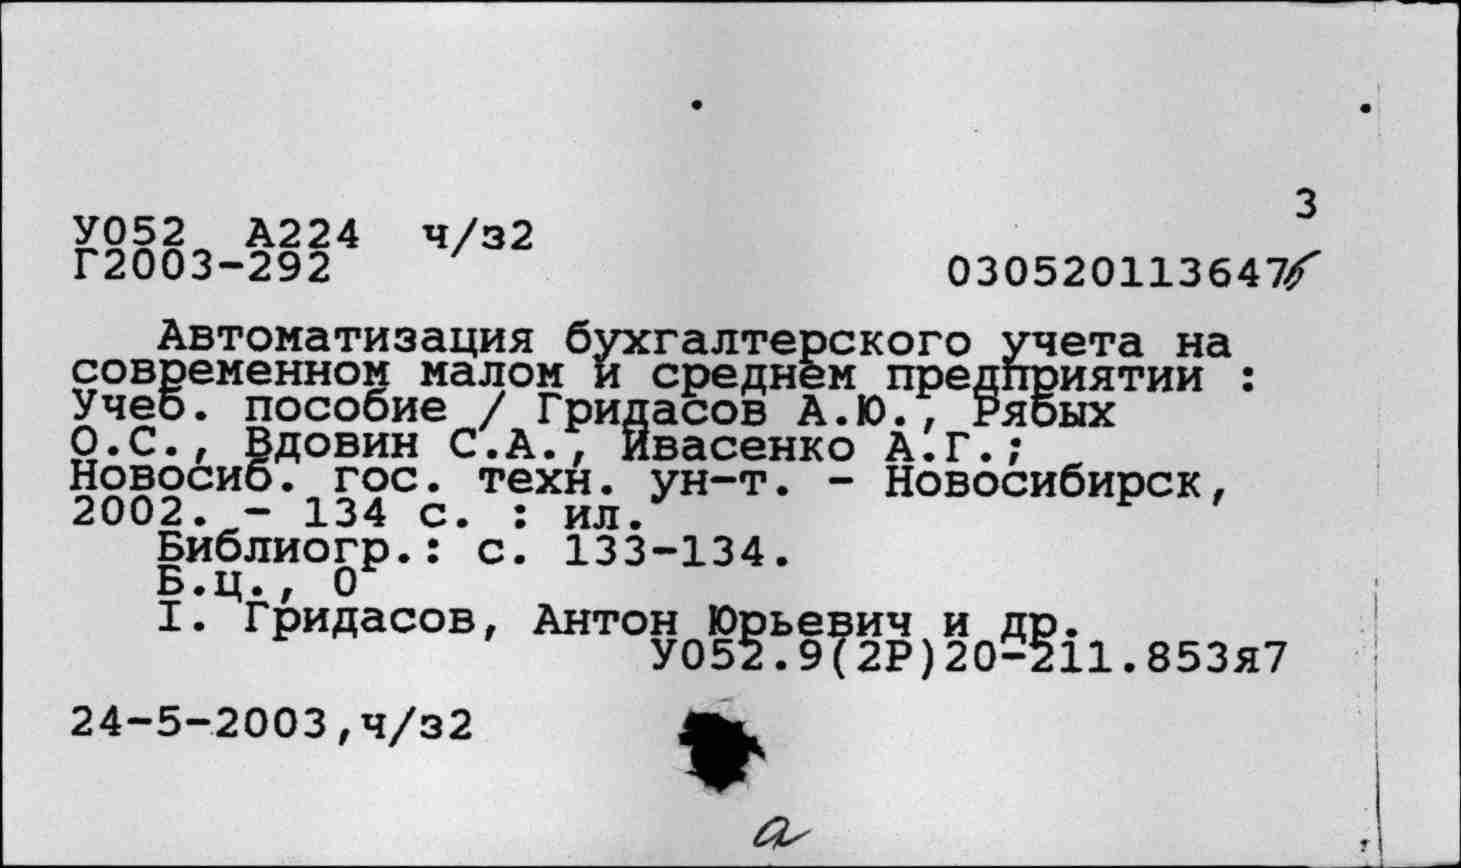 3
У052 А224 ч/з2
Г2003-292
030520113647
Автоматизация бухгалтерского учета на
современном малом и среднем предприятии :
Учеб. пособие / Гридасов А.Ю., Рябых
О.С., Вдовин С.А., Ивасенко А.Г.;
Новосиб. гос. техн. ун-т. - Новосибирск,
2002. - 134 с. : ил.
Библиогр.: с. 133-134.
Б.ц., 0
I. Гридасов, Антон Юрьевич и др.
У052.9(2Р)20-211.853я7
24-5-2003,ч/з2
а